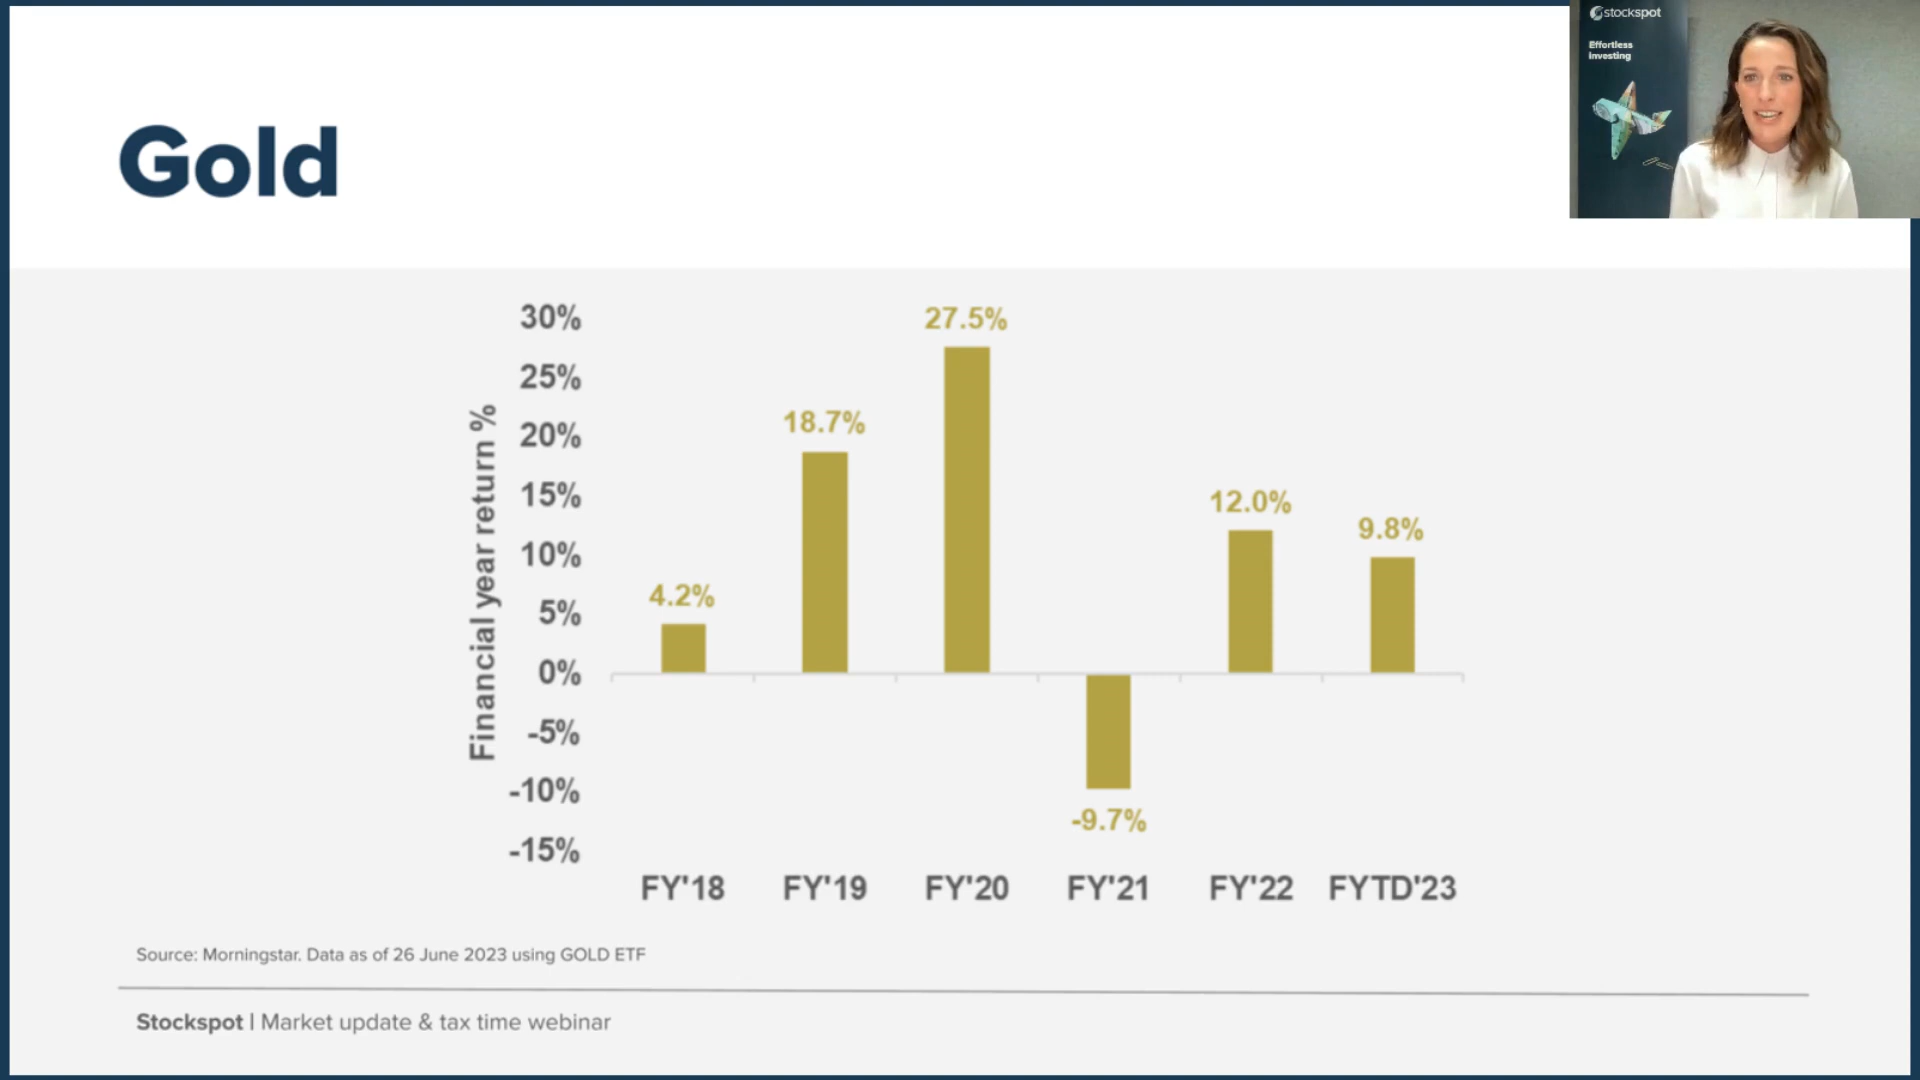 stockspot
Effortless
Investing
Gold
Financial year return %
30%
25%
20%
15%
10%
5%
0%
-5%
-10%
-15%
4.2%
18.7%
27.5%
-9.7%
12.0%
9.8%
FY'18
FY'19
FY'20
FY'21
FY'22
FYTD'23
Source: Morningstar. Data as of 26 June 2023 using GOLD ETF
Stockspot | Market update & tax time webinar